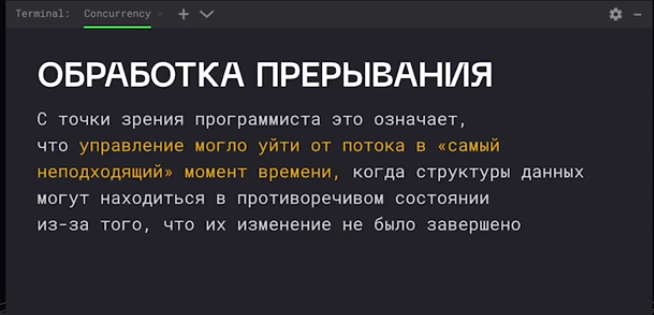 Terminal: Concurrency
ОБРАБОТКА ПРЕРЫВАНИЯ
С точки зрения программиста это означает,
что управление могло уйти от потока в «самый
неподходящий» момент времени, когда структуры данных
могут находиться в противоречивом состоянии
из-за того, что их изменение не было завершено